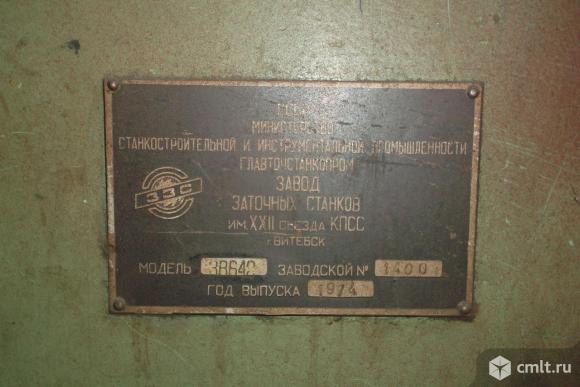 СССР
МИНИСТЕРСТВО
СТАНКОСТРОИТЕЛЬНОЙ И ИНСТРУМЕНТАЛЬНОЙ ПРОМЫШЛЕННОСТИ
ГЛАВТОЧСТАНКОПРОМ
ЗАВОД
ЗАТОЧНЫХ СТАНКОВ
ИМ. XXII СЪЕЗДА КПСС
Г. ВИТЕБСК
ЗЗС
МОДЕЛЬ 3В642 ЗАВОДСКОЙ № 14001
ГОД ВЫПУСКА 1974
cmlt.ru